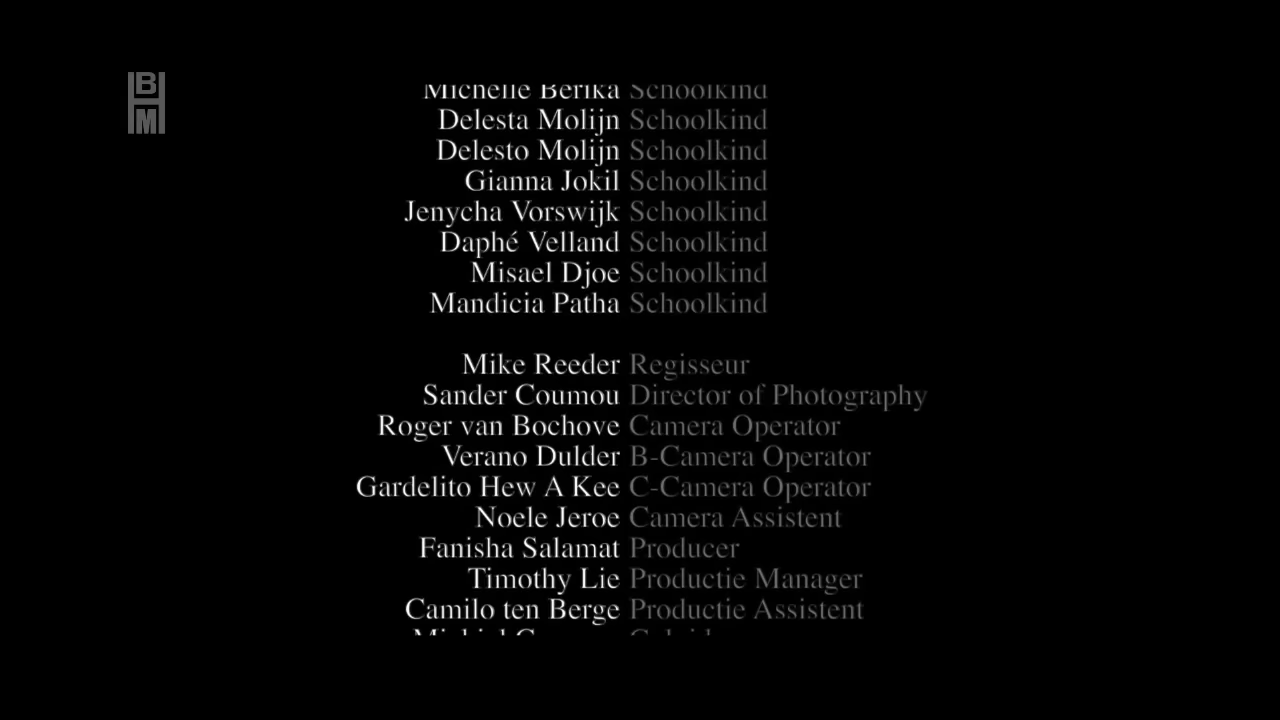 B
M
Michelle Berika Schoolkind
Delesta Molijn Schoolkind
Delesto Molijn Schoolkind
Gianna Jokil Schoolkind
Jenycha Vorswijk Schoolkind
Daphé Velland Schoolkind
Misael Djoe Schoolkind
Mandicia Patha Schoolkind
Mike Reeder Regisseur
Sander Coumou Director of Photography
Roger van Bochove Camera Operator
Verano Dulder B-Camera Operator
Gardelito Hew A Kee C-Camera Operator
Noele Jeroe Camera Assistent
Fanisha Salamat Producer
Timothy Lie Productie Manager
Camilo ten Berge Productie Assistent